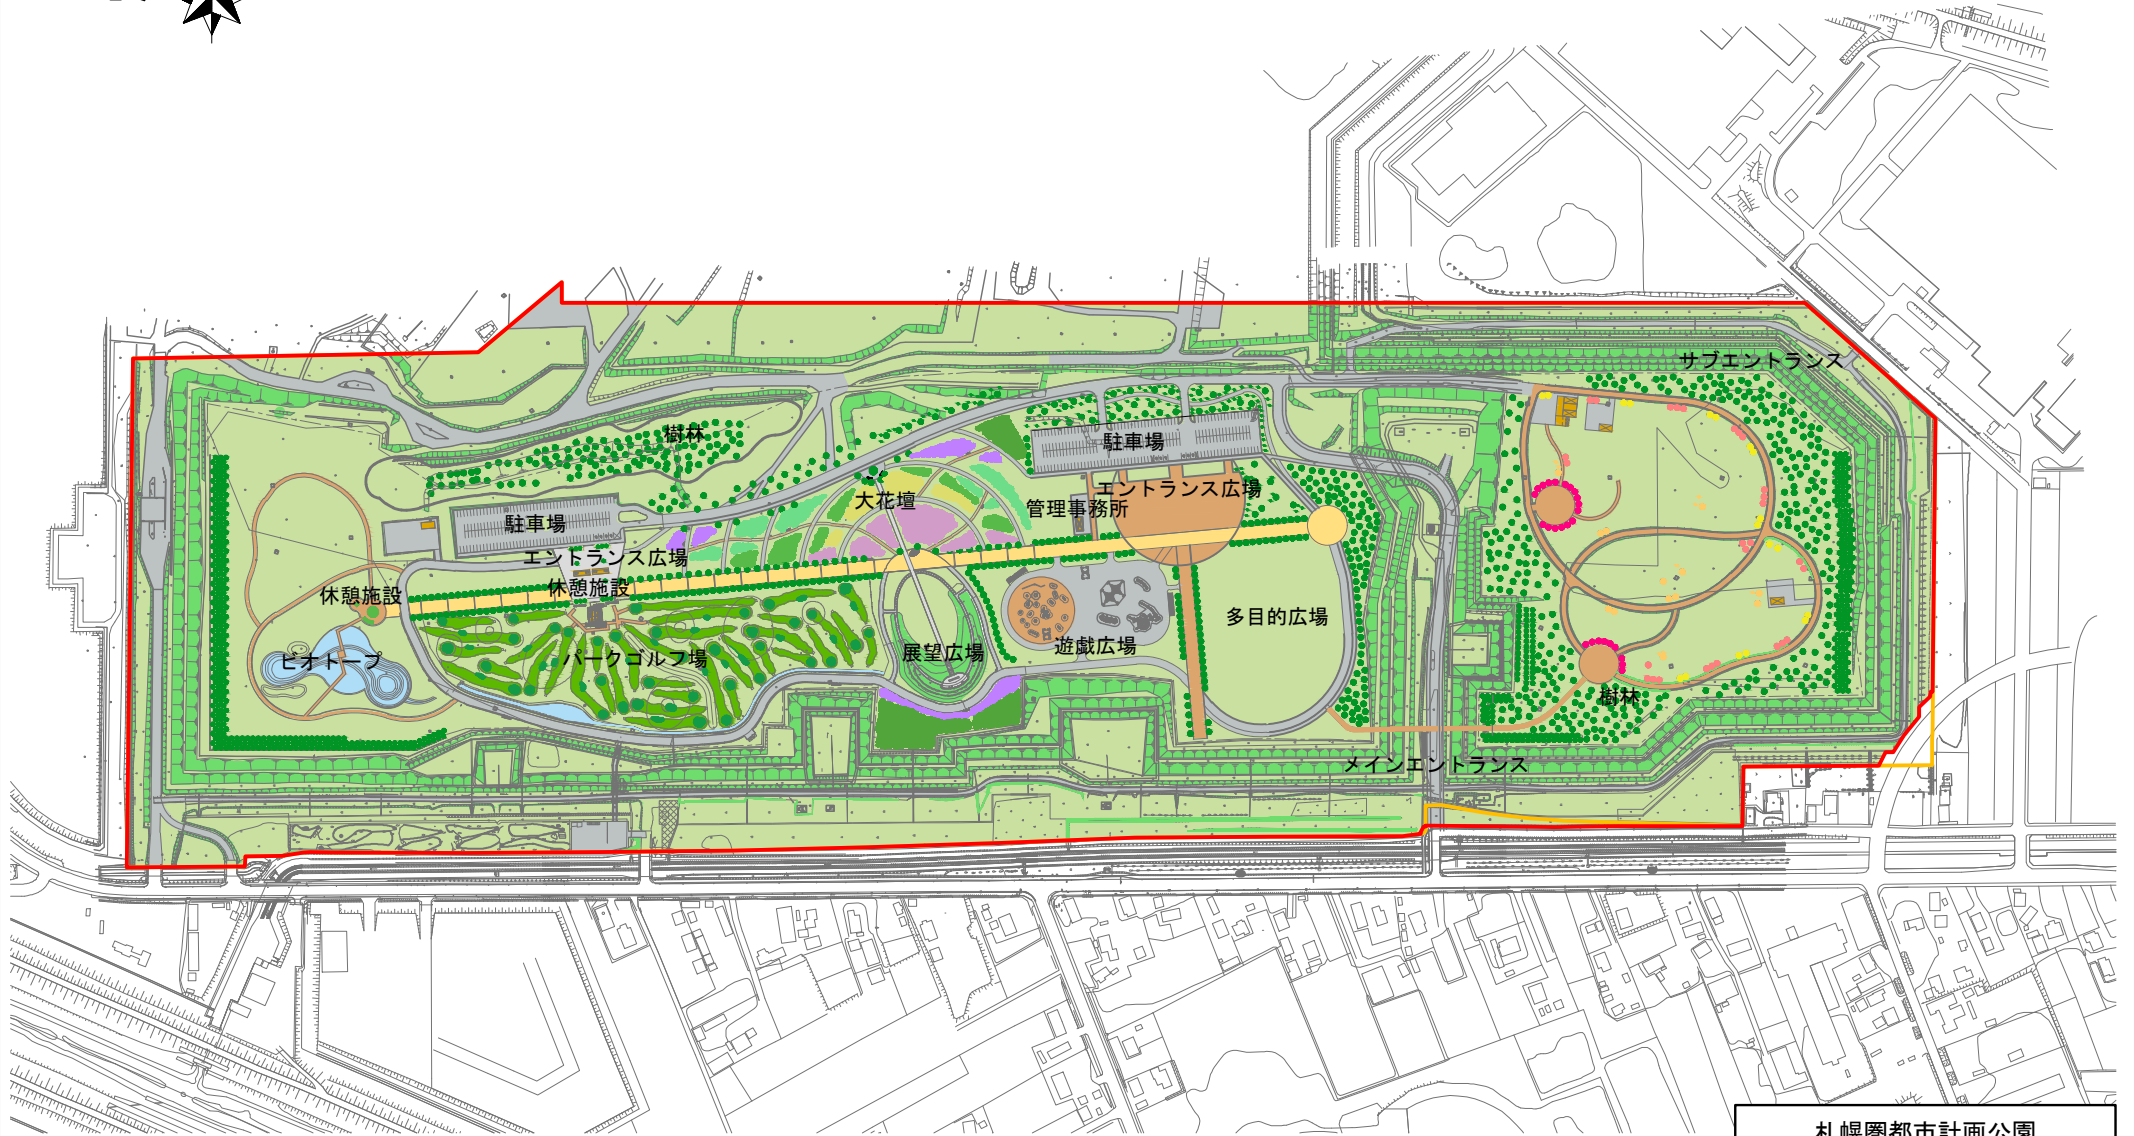 サブエントランス
樹林
駐車場
大花壇
エントランス広場
管理事務所
駐車場
エントランス広場
休憩施設
休憩施設
多目的広場
遊戯広場
展望広場
パークゴルフ場
ビオトープ
樹林
メインエントランス
札幌圏都市計画公園